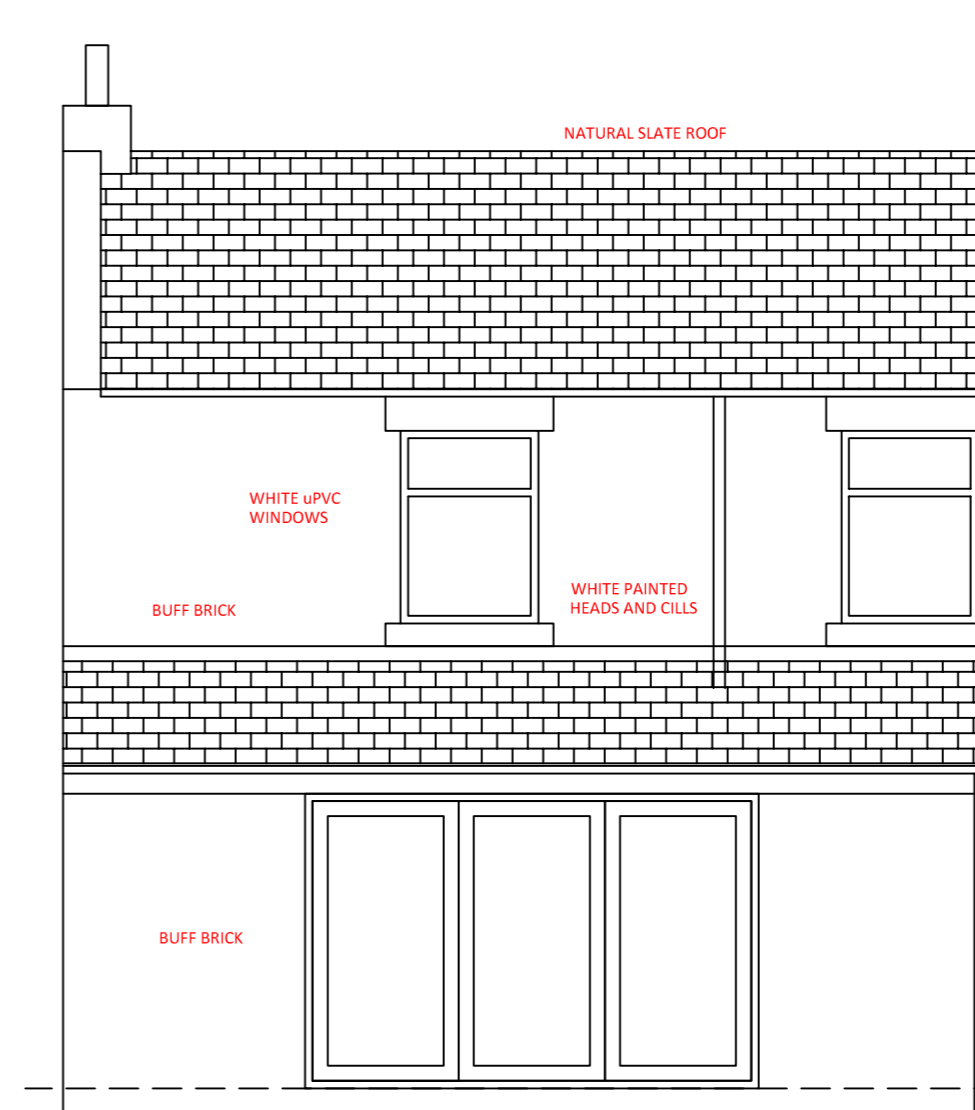 NATURAL SLATE ROOF
WHITE uPVC
WINDOWS
WHITE PAINTED
HEADS AND CILLS
BUFF BRICK
BUFF BRICK